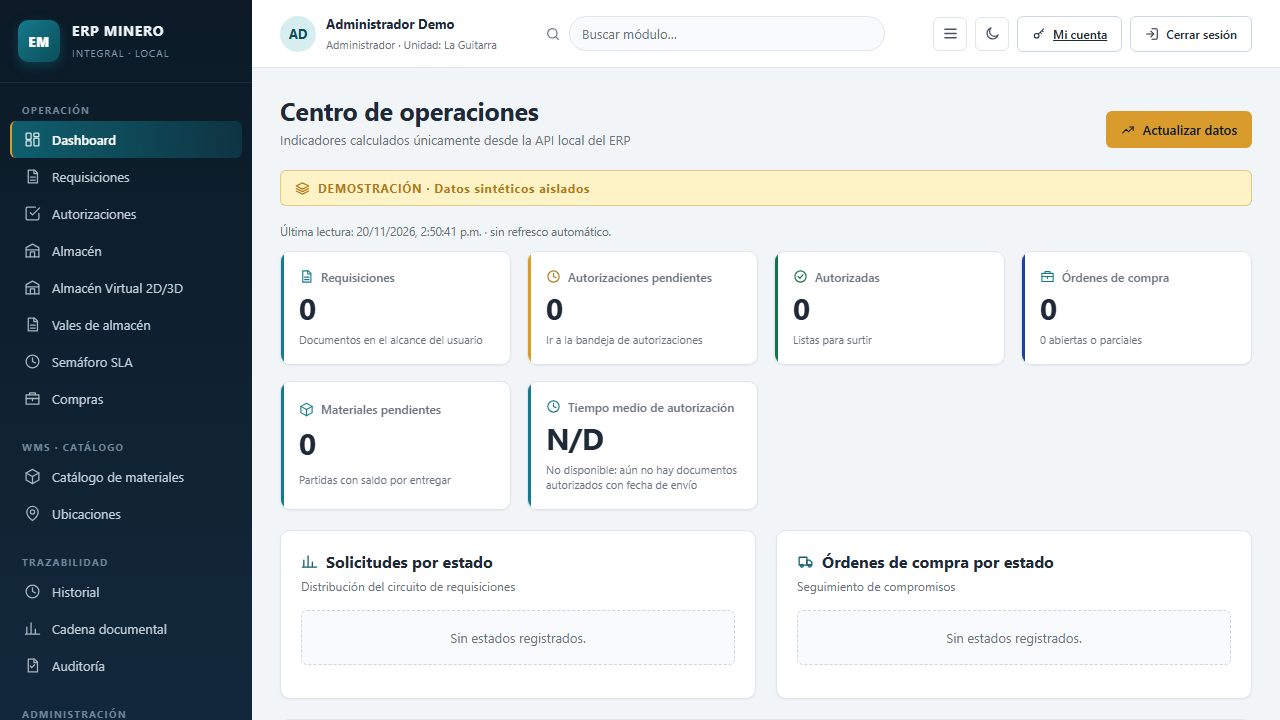 EM
ERP MINERO
INTEGRAL · LOCAL
OPERACIÓN
Dashboard
Requisiciones
Autorizaciones
Almacén
Almacén Virtual 2D/3D
Vales de almacén
Semáforo SLA
Compras
WMS · CATÁLOGO
Catálogo de materiales
Ubicaciones
TRAZABILIDAD
Historial
Cadena documental
Auditoría
ADMINISTRACIÓN
AD
Administrador Demo
Administrador · Unidad: La Guitarra
Buscar módulo...
Mi cuenta
Cerrar sesión
Centro de operaciones
Indicadores calculados únicamente desde la API local del ERP
Actualizar datos
DEMOSTRACIÓN · Datos sintéticos aislados
Última lectura: 20/11/2026, 2:50:41 p.m. · sin refresco automático.
Requisiciones
0
Documentos en el alcance del usuario
Autorizaciones pendientes
0
Ir a la bandeja de autorizaciones
Autorizadas
0
Listas para surtir
Órdenes de compra
0
0 abiertas o parciales
Materiales pendientes
0
Partidas con saldo por entregar
Tiempo medio de autorización
N/D
No disponible: aún no hay documentos
autorizados con fecha de envío
Solicitudes por estado
Distribución del circuito de requisiciones
Sin estados registrados.
Órdenes de compra por estado
Seguimiento de compromisos
Sin estados registrados.